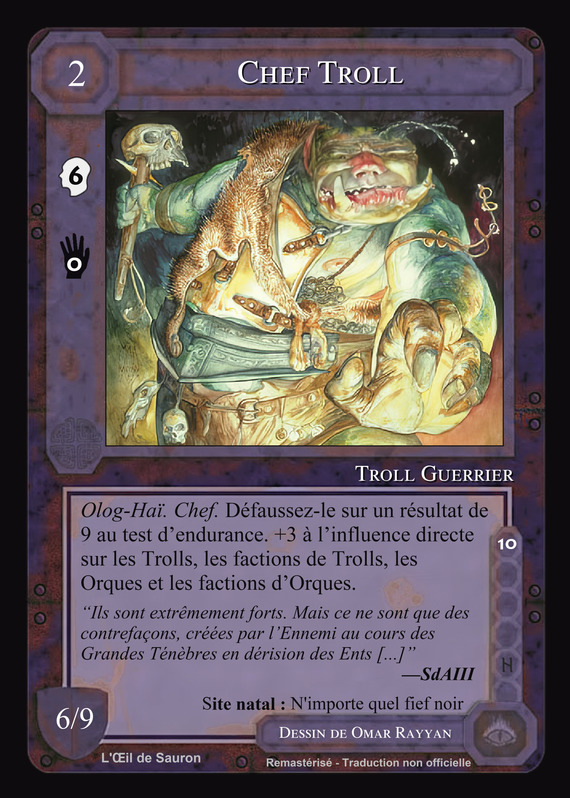 2
CHEF TROLL
6
0
TROLL GUERRIER
Olog-Haï. Chef. Défaussez-le sur un résultat de
9 au test d’endurance. +3 à l’influence directe
sur les Trolls, les factions de Trolls, les
Orques et les factions d’Orques.
10
“Ils sont extrêmement forts. Mais ce ne sont que des
contrefaçons, créées par l’Ennemi au cours des
Grandes Ténèbres en dérision des Ents [...]”
—SdAIII
Site natal : N'importe quel fief noir
6/9
DESSIN DE OMAR RAYYAN
L'Œil de Sauron
Remastérisé - Traduction non officielle